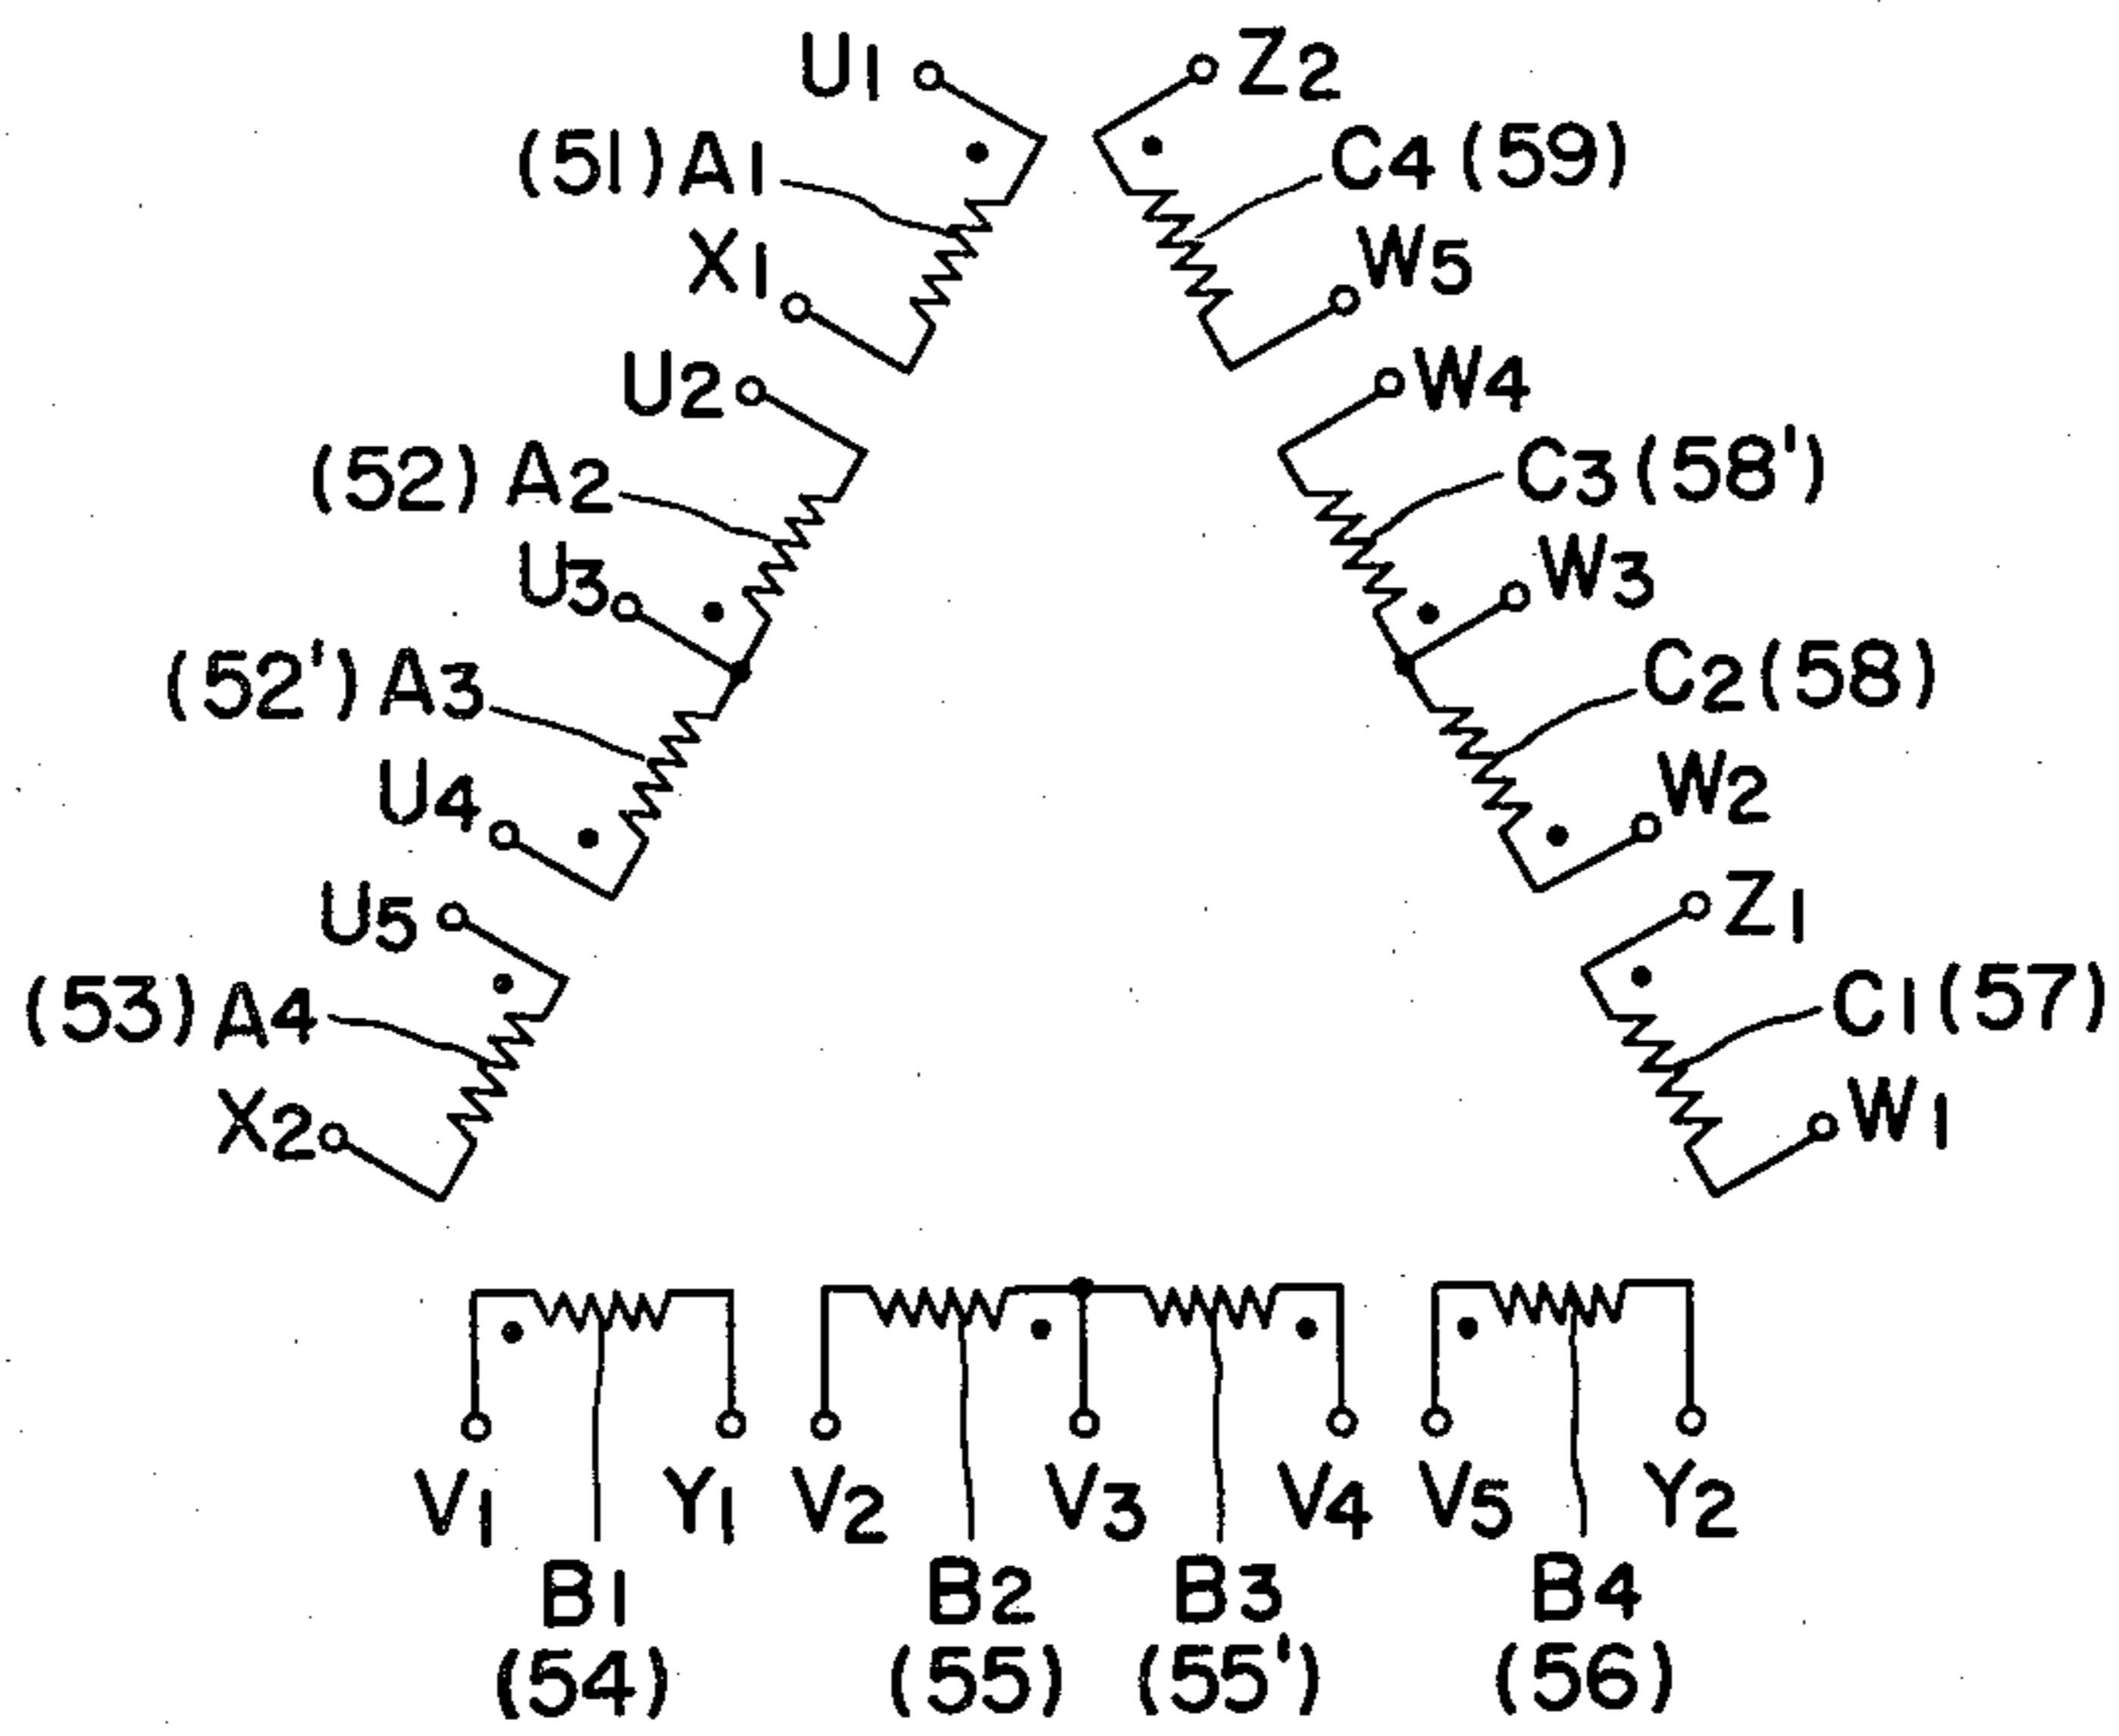 U1
Z2
(51) A1
C4 (59)
X1
W5
U2
W4
(52) A2
C3 (58')
U3
W3
(52') A3
C2 (58)
U4
W2
U5
Z1
(53) A4
C1 (57)
X2
W1
V1 Y1 V2 V3 V4 V5 Y2
B1 B2 B3 B4
(54) (55) (55') (56)